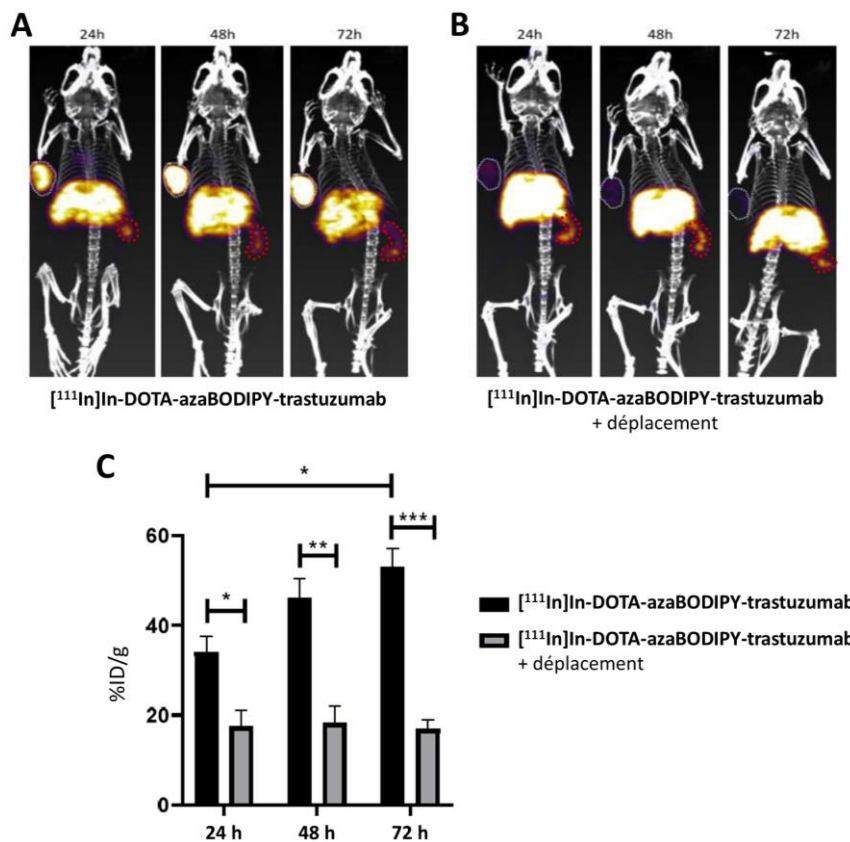 A
24h 48h 72h
[¹¹¹In]In-DOTA-azaBODIPY-trastuzumab
B
24h 48h 72h
[¹¹¹In]In-DOTA-azaBODIPY-trastuzumab
+ déplacement
C
*
* ** ***
60
40
20
0
%ID/g
24 h 48 h 72 h
[¹¹¹In]In-DOTA-azaBODIPY-trastuzumab
[¹¹¹In]In-DOTA-azaBODIPY-trastuzumab
+ déplacement